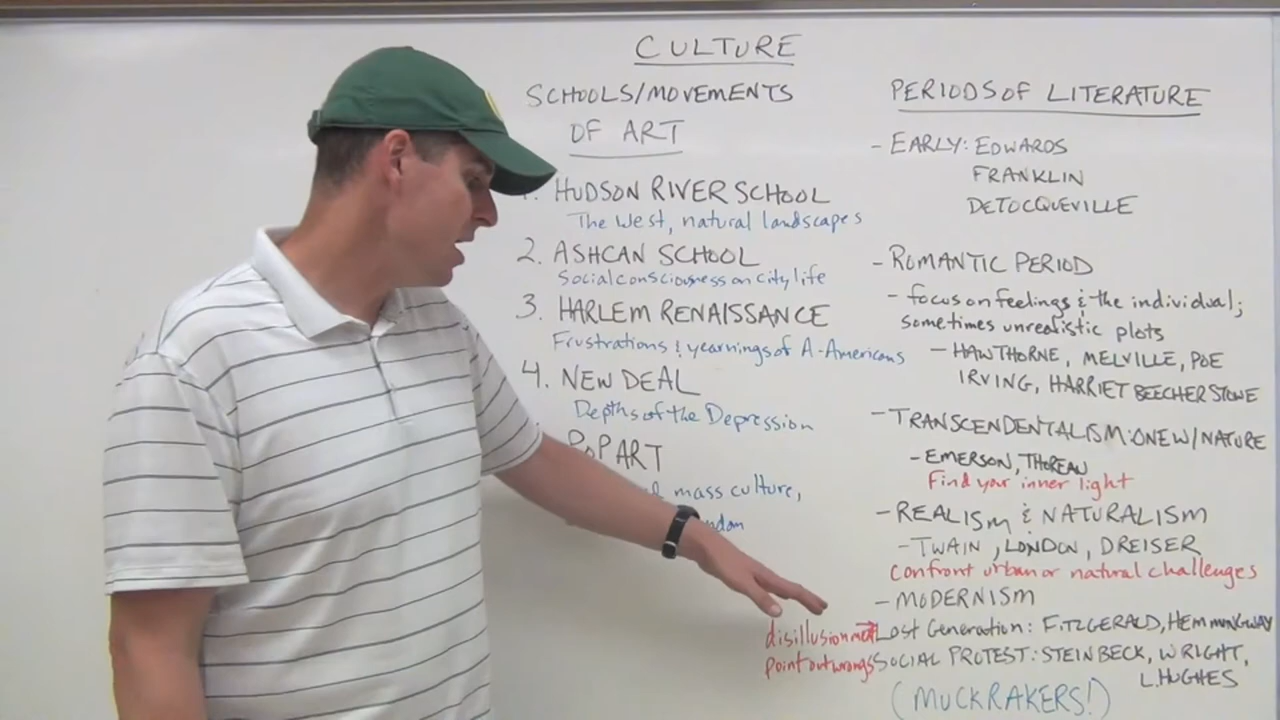 CULTURE
SCHOOLS/MOVEMENTS
OF ART
HUDSON RIVER SCHOOL
The West, natural landscapes
2. ASHCAN SCHOOL
Social consciousness on city life
3. HARLEM RENAISSANCE
Frustrations & yearnings of A-Americans
4. NEW DEAL
Depths of the Depression
POP ART
mass culture,
PERIODS OF LITERATURE
- EARLY: EDWARDS
FRANKLIN
DETOCQUEVILLE
- ROMANTIC PERIOD
- focus on feelings & the individual;
sometimes unrealistic plots
- HAWTHORNE, MELVILLE, POE
IRVING, HARRIET BEECHER STOWE
- TRANSCENDENTALISM: ONE W/NATURE
- EMERSON, THOREAU
Find your inner light
- REALISM & NATURALISM
- TWAIN, LONDON, DREISER
Confront urban or natural challenges
- MODERNISM
disillusionment → Lost Generation: FITZGERALD, HEMMINGWAY
point out wrongs SOCIAL PROTEST: STEINBECK, WRIGHT,
L. HUGHES
(MUCKRAKERS!)